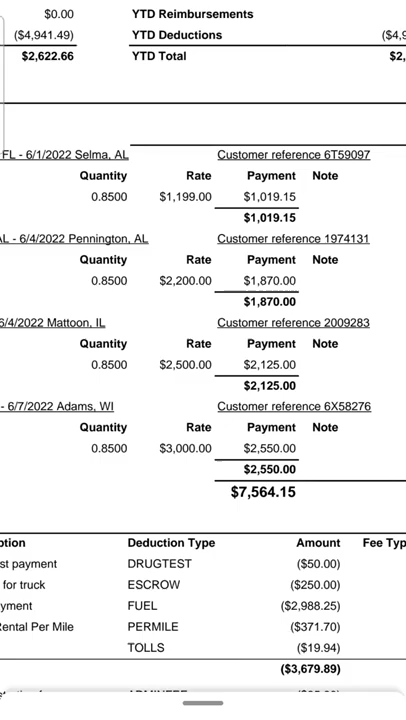 $0.00 YTD Reimbursements
($4,941.49) YTD Deductions ($4,9
$2,622.66 YTD Total $2,
FL - 6/1/2022 Selma, AL Customer reference 6T59097
Quantity Rate Payment Note
0.8500 $1,199.00 $1,019.15
$1,019.15
AL - 6/4/2022 Pennington, AL Customer reference 1974131
Quantity Rate Payment Note
0.8500 $2,200.00 $1,870.00
$1,870.00
6/4/2022 Mattoon, IL Customer reference 2009283
Quantity Rate Payment Note
0.8500 $2,500.00 $2,125.00
$2,125.00
- 6/7/2022 Adams, WI Customer reference 6X58276
Quantity Rate Payment Note
0.8500 $3,000.00 $2,550.00
$2,550.00
$7,564.15
ption Deduction Type Amount Fee Typ
st payment DRUGTEST ($50.00)
for truck ESCROW ($250.00)
yment FUEL ($2,988.25)
Rental Per Mile PERMILE ($371.70)
TOLLS ($19.94)
($3,679.89)